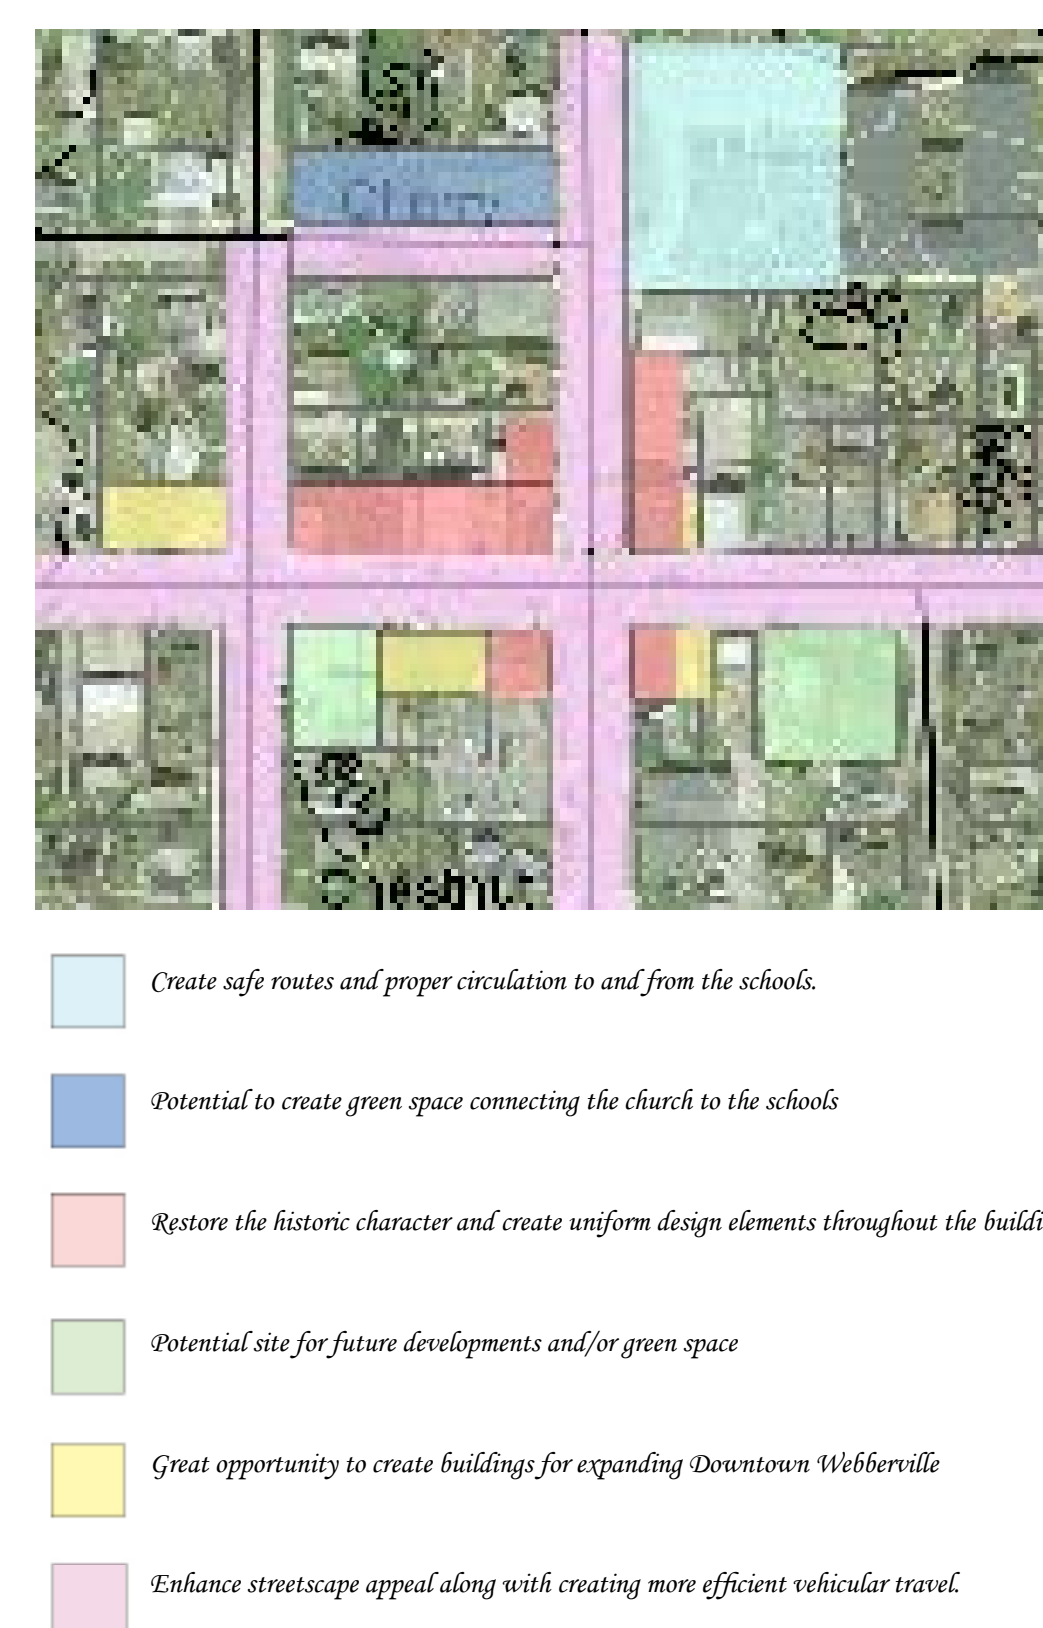 Cherry
Create safe routes and proper circulation to and from the schools.
Potential to create green space connecting the church to the schools
Restore the historic character and create uniform design elements throughout the buildi
Potential site for future developments and/or green space
Great opportunity to create buildings for expanding Downtown Webberville
Enhance streetscape appeal along with creating more efficient vehicular travel.